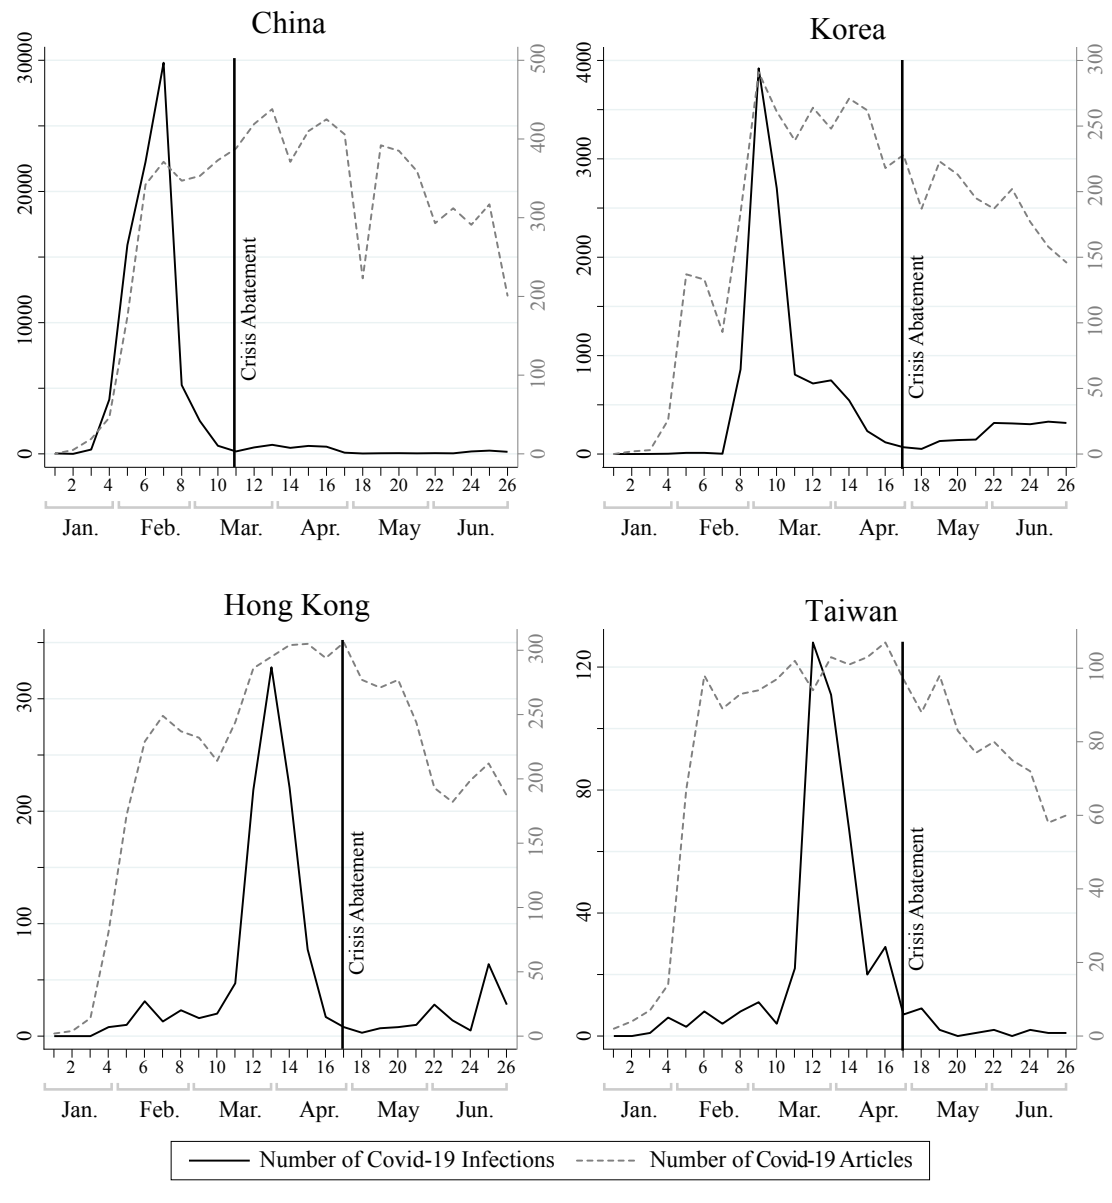 China
30000
20000
10000
0
500
400
300
200
100
0
Crisis Abatement
2 4 6 8 10 12 14 16 18 20 22 24 26
Jan. Feb. Mar. Apr. May Jun.
Korea
4000
3000
2000
1000
0
300
250
200
150
100
50
0
Crisis Abatement
2 4 6 8 10 12 14 16 18 20 22 24 26
Jan. Feb. Mar. Apr. May Jun.
Hong Kong
300
200
100
0
300
250
200
150
100
50
0
Crisis Abatement
2 4 6 8 10 12 14 16 18 20 22 24 26
Jan. Feb. Mar. Apr. May Jun.
Taiwan
120
80
40
0
100
80
60
40
20
0
Crisis Abatement
2 4 6 8 10 12 14 16 18 20 22 24 26
Jan. Feb. Mar. Apr. May Jun.
Number of Covid-19 Infections Number of Covid-19 Articles